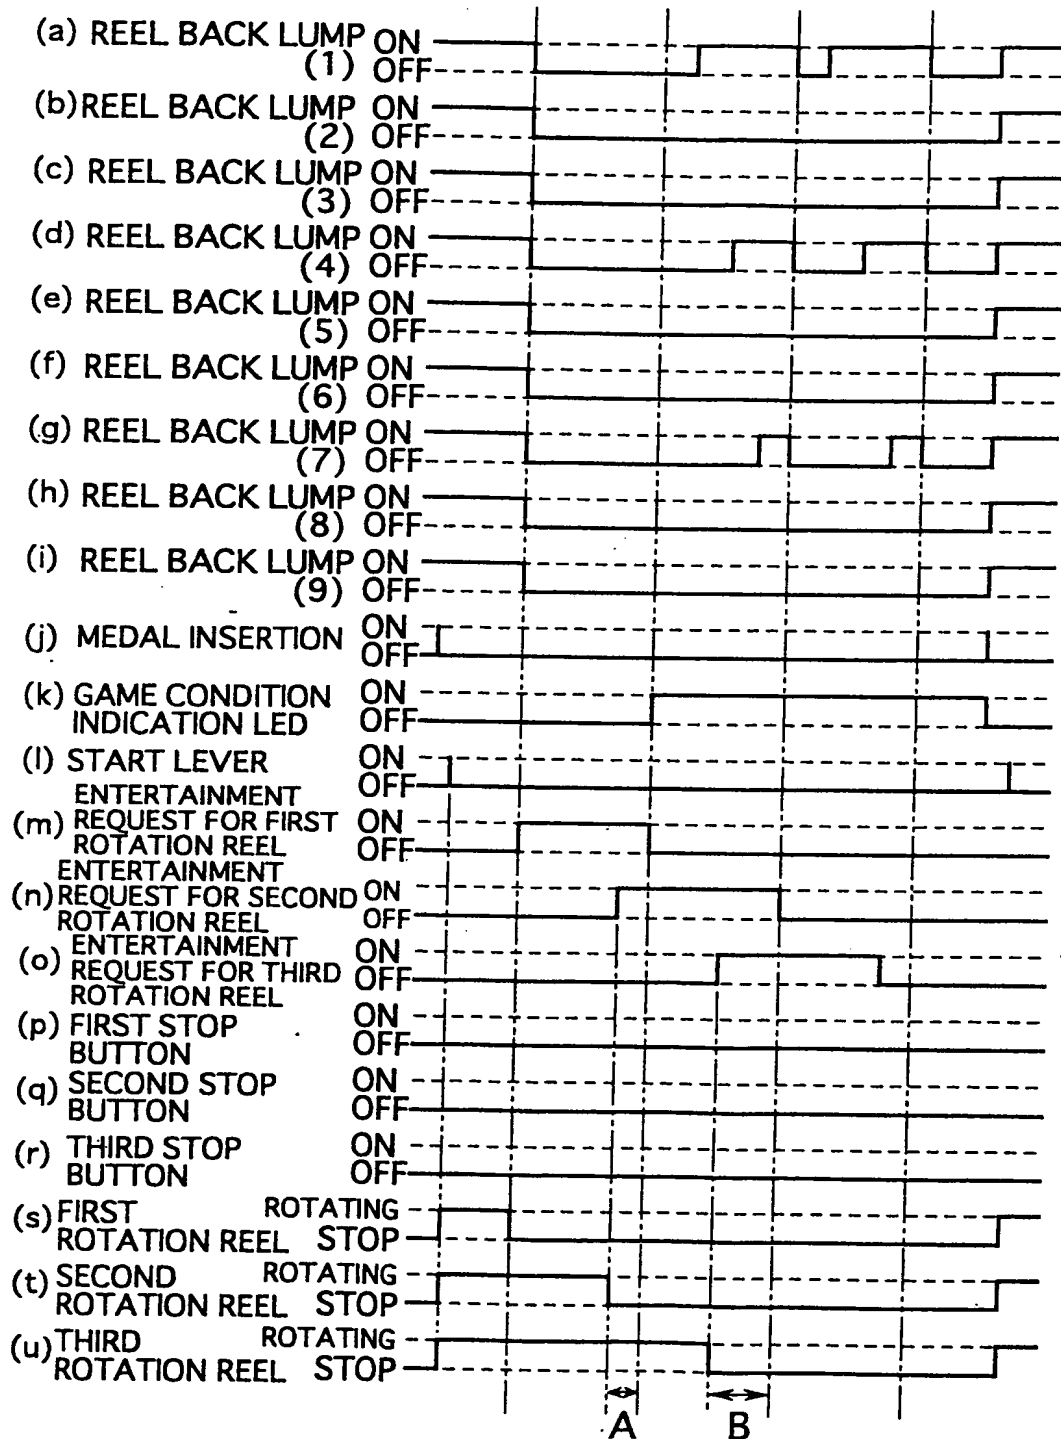 (a) REEL BACK LUMP ON
(1) OFF
(b) REEL BACK LUMP ON
(2) OFF
(c) REEL BACK LUMP ON
(3) OFF
(d) REEL BACK LUMP ON
(4) OFF
(e) REEL BACK LUMP ON
(5) OFF
(f) REEL BACK LUMP ON
(6) OFF
(g) REEL BACK LUMP ON
(7) OFF
(h) REEL BACK LUMP ON
(8) OFF
(i) REEL BACK LUMP ON
(9) OFF
(j) MEDAL INSERTION ON
OFF
(k) GAME CONDITION ON
INDICATION LED OFF
(l) START LEVER ON
OFF
ENTERTAINMENT
(m) REQUEST FOR FIRST ON
ROTATION REEL OFF
ENTERTAINMENT
(n) REQUEST FOR SECOND ON
ROTATION REEL OFF
ENTERTAINMENT ON
(o) REQUEST FOR THIRD OFF
ROTATION REEL
(p) FIRST STOP ON
BUTTON OFF
(q) SECOND STOP ON
BUTTON OFF
(r) THIRD STOP ON
BUTTON OFF
(s) FIRST ROTATING
ROTATION REEL STOP
(t) SECOND ROTATING
ROTATION REEL STOP
(u) THIRD ROTATING
ROTATION REEL STOP
A B